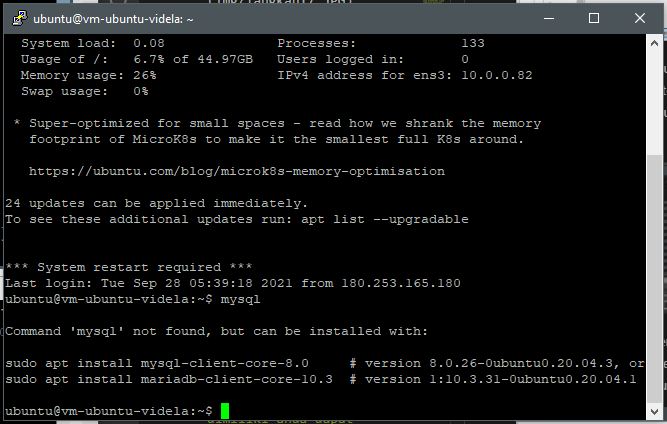 ubuntu@vm-ubuntu-videla: ~
System load:  0.08               Processes:               133
Usage of /:   6.7% of 44.97GB   Users logged in:         0
Memory usage: 26%               IPv4 address for ens3: 10.0.0.82
Swap usage:   0%
* Super-optimized for small spaces - read how we shrank the memory
footprint of MicroK8s to make it the smallest full K8s around.
https://ubuntu.com/blog/microk8s-memory-optimisation
24 updates can be applied immediately.
To see these additional updates run: apt list --upgradable
*** System restart required ***
Last login: Tue Sep 28 05:39:18 2021 from 180.253.165.180
ubuntu@vm-ubuntu-videla:~$ mysql
Command 'mysql' not found, but can be installed with:
sudo apt install mysql-client-core-8.0     # version 8.0.26-0ubuntu0.20.04.3, or
sudo apt install mariadb-client-core-10.3  # version 1:10.3.31-0ubuntu0.20.04.1
ubuntu@vm-ubuntu-videla:~$